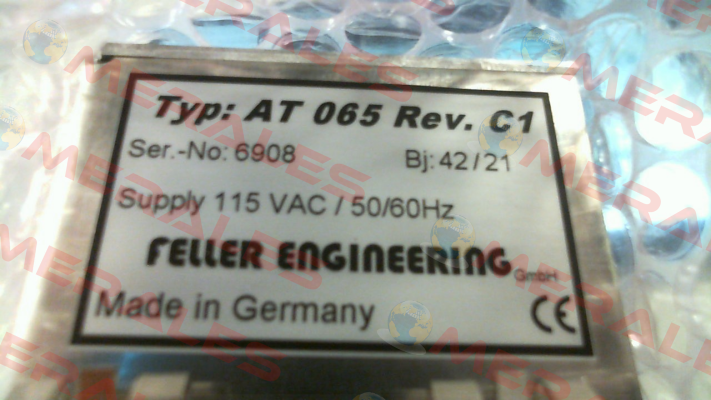 Typ: AT 065 Rev. C1
Ser.-No: 6908 Bj: 42/21
Supply 115 VAC / 50/60Hz
FELLER ENGINEERING GmbH
Made in Germany CE
MERALES